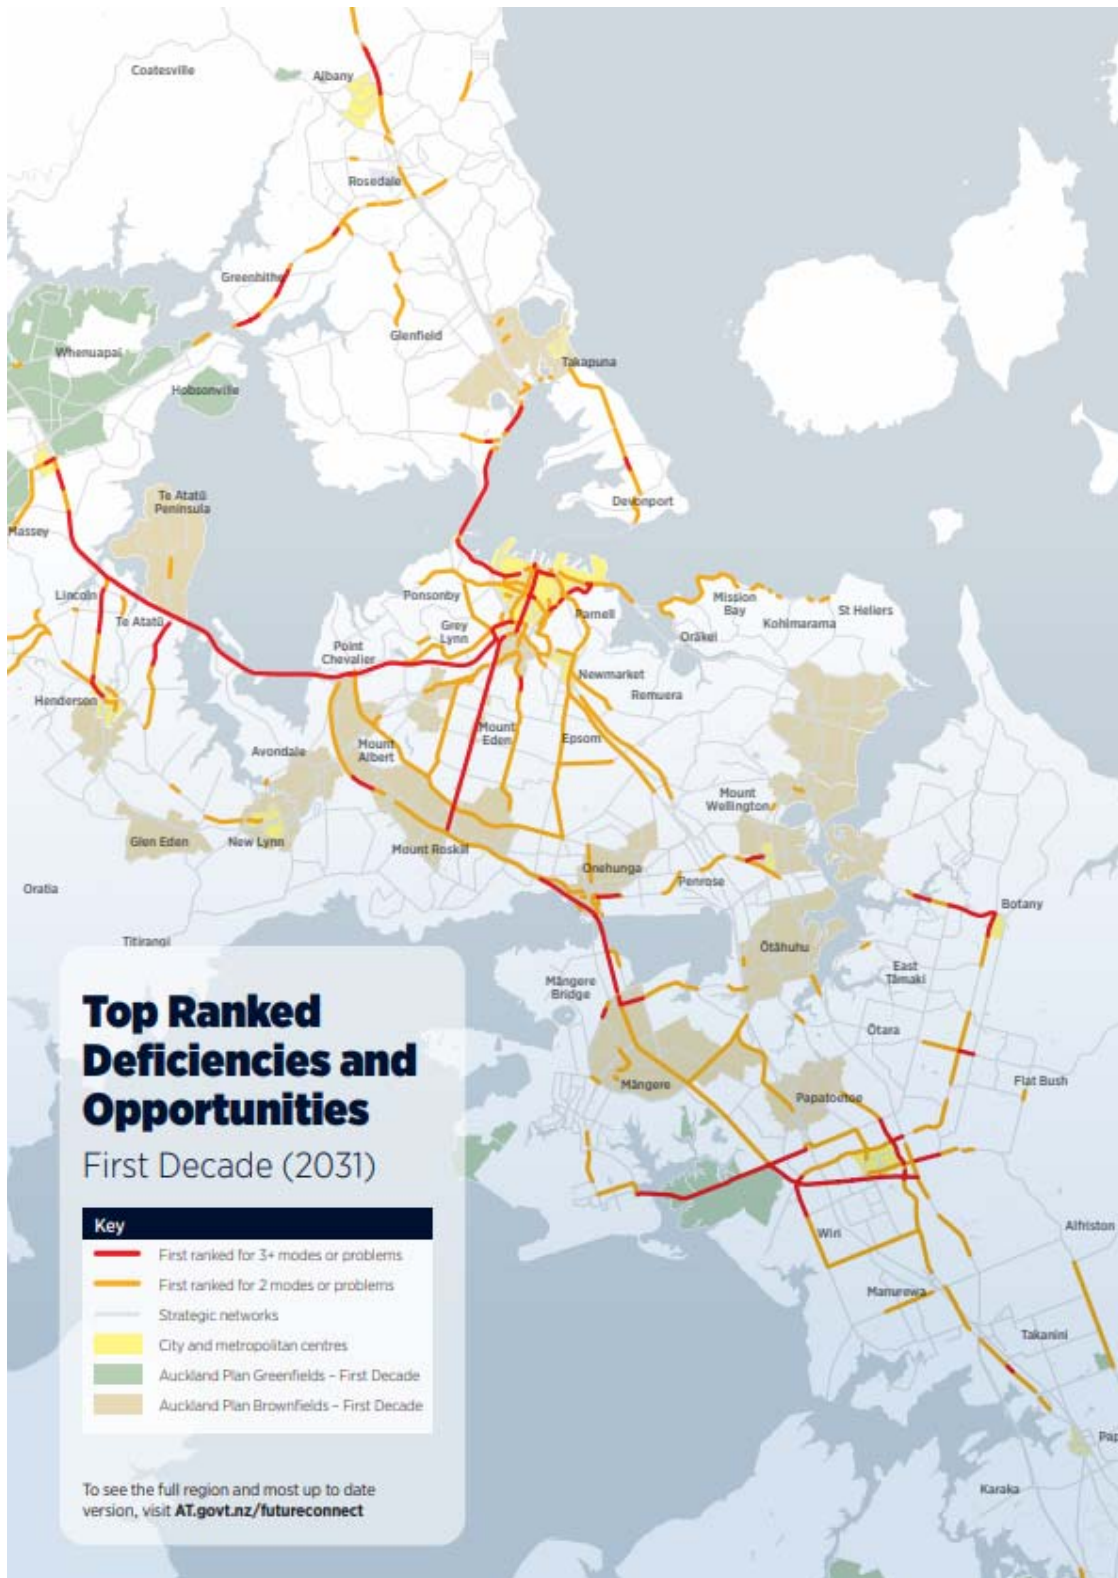 Coatesville
Albany
Rosedale
Greenhithe
Glenfield
Whenuapai
Takapuna
Hobsonville
Te Atatū
Peninsula
Devonport
Massey
Lincoln
Ponsonby
Mission
Bay
St Heliers
Te Atatū
Parnell
Kohimarama
Grey
Lynn
Orākei
Point
Chevalier
Newmarket
Remuera
Henderson
Mount
Eden
Epsom
Avondale
Mount
Albert
Mount
Wellington
Glen Eden
New Lynn
Mount Roskill
Onehunga
Penrose
Oratia
Botany
Titirangi
Ōtāhuhu
East
Tāmaki
Māngere
Bridge
Ōtara
Māngere
Flat Bush
Papatoetoe
Wiri
Alfriston
Manurewa
Takanini
Pap
Karaka
Top Ranked
Deficiencies and
Opportunities
First Decade (2031)
Key
First ranked for 3+ modes or problems
First ranked for 2 modes or problems
Strategic networks
City and metropolitan centres
Auckland Plan Greenfields – First Decade
Auckland Plan Brownfields – First Decade
To see the full region and most up to date
version, visit AT.govt.nz/futureconnect